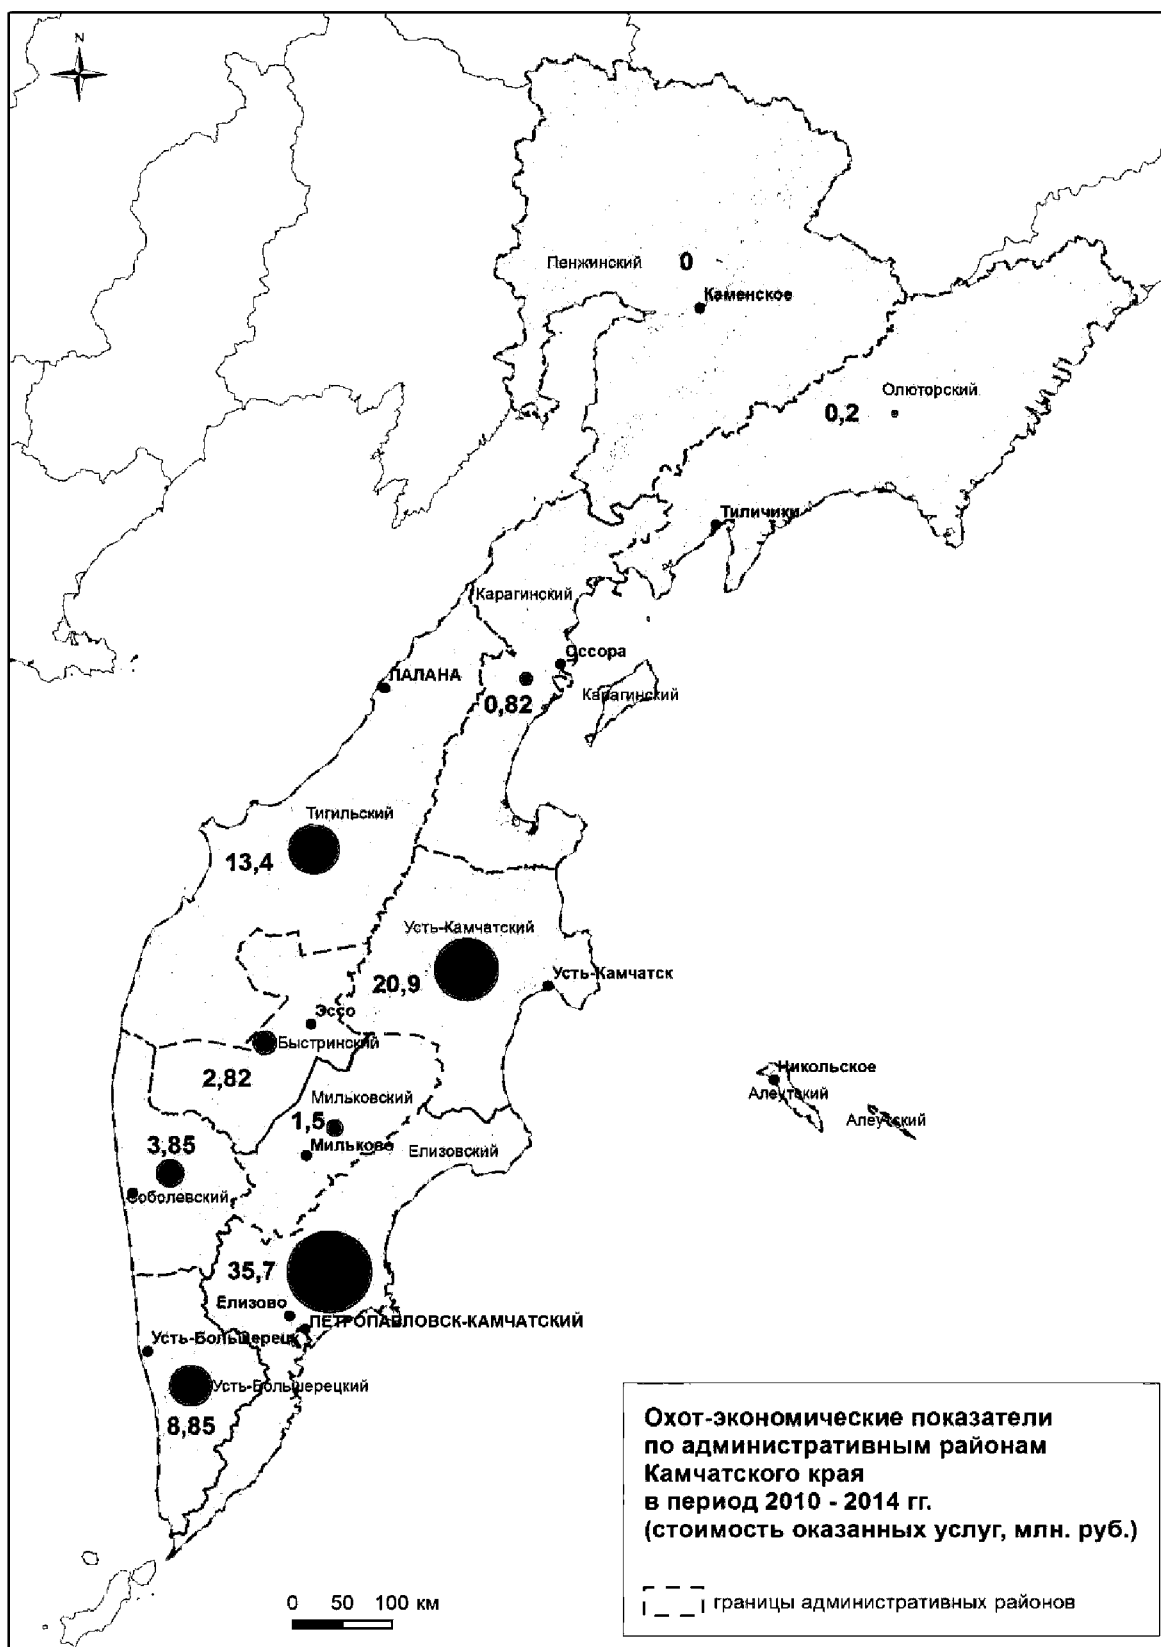 N
Пенжинский 0
Каменское
Олюторский
0,2
Тиличики
Карагинский
Оссора
ПАЛАНА
Карагинский
0,82
Тигильский
13,4
Усть-Камчатский
20,9
Усть-Камчатск
Эссо
Быстринский
2,82
Никольское
Алеутский
Алеутский
Мильковский
1,5
Мильково
Елизовский
3,85
Соболевский
35,7
Елизово
ПЕТРОПАВЛОВСК-КАМЧАТСКИЙ
Усть-Большерецк
Усть-Большерецкий
8,85
Охот-экономические показатели
по административным районам
Камчатского края
в период 2010 - 2014 гг.
(стоимость оказанных услуг, млн. руб.)
границы административных районов
0 50 100 км